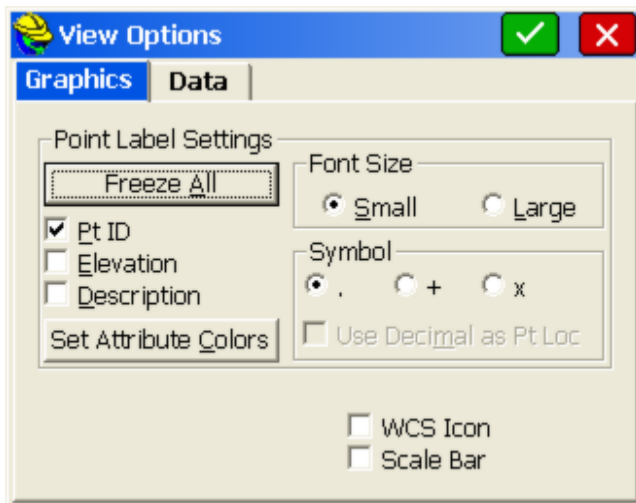 View Options
Graphics
Data
Point Label Settings
Freeze All
Pt ID
Elevation
Description
Set Attribute Colors
Font Size
Small
Large
Symbol
.
+
x
Use Decimal as Pt Loc
WCS Icon
Scale Bar